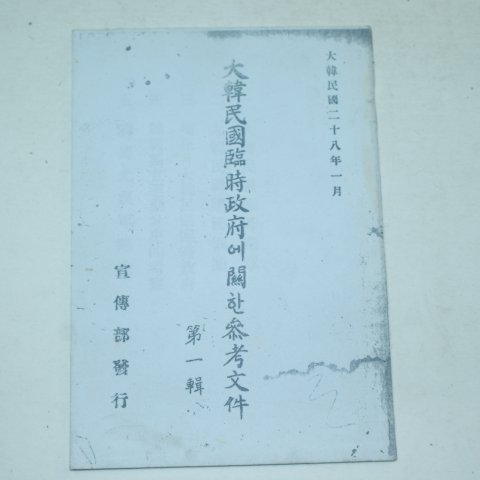 大韓民國二十八年一月
大韓民國臨時政府에關한參考文件
第一輯
宣傳部發行